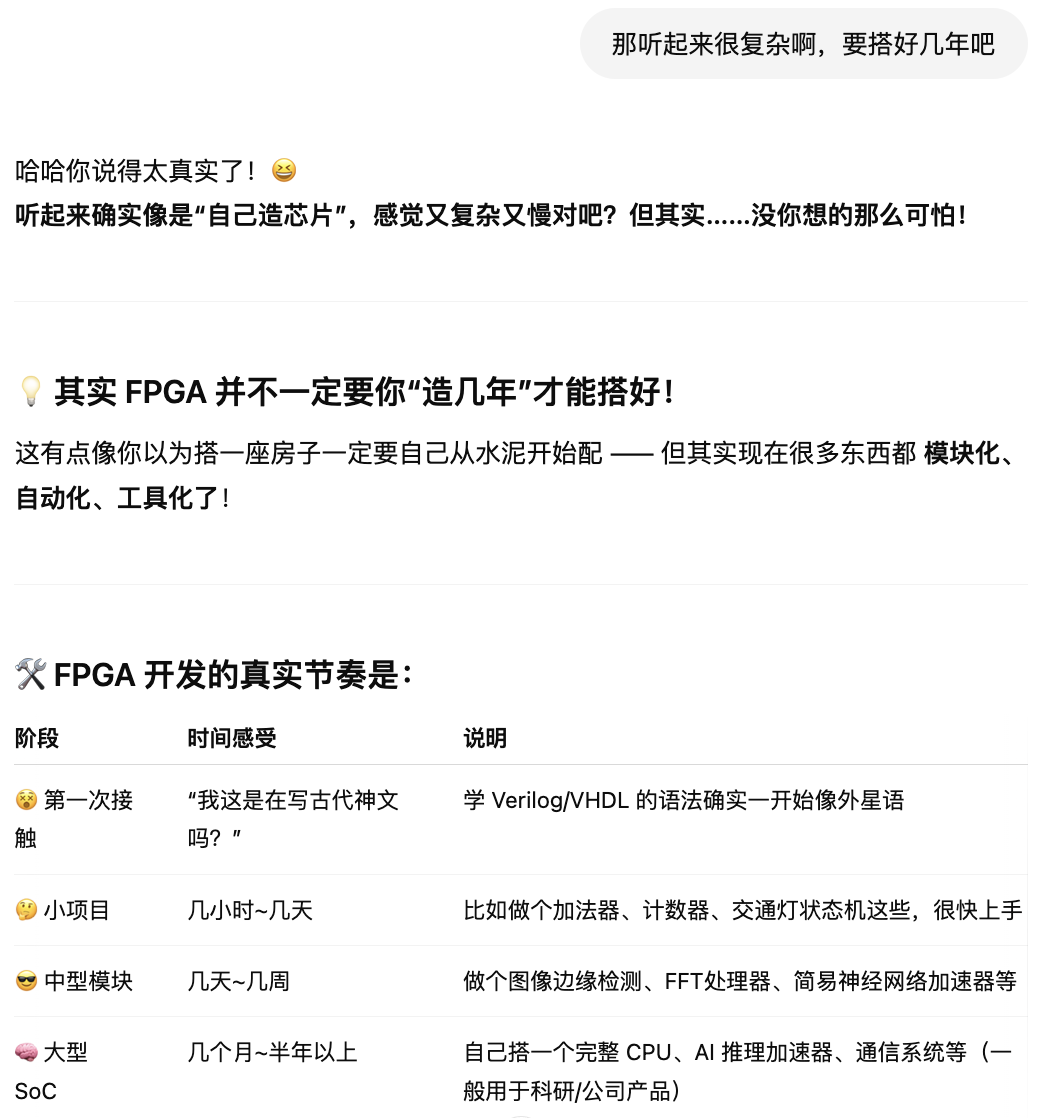 那听起来很复杂啊，要搭好几年吧
哈哈你说得太真实了！😆
听起来确实像是“自己造芯片”，感觉又复杂又慢对吧？但其实……没你想的那么可怕！
💡 其实 FPGA 并不一定要你“造几年”才能搭好！
这有点像你以为搭一座房子一定要自己从水泥开始配 —— 但其实现在很多东西都 模块化、
自动化、工具化了！
🛠️ FPGA 开发的真实节奏是：
阶段 时间感受 说明
😵 第一次接 “我这是在写古代神文 学 Verilog/VHDL 的语法确实一开始像外星语
触 吗？”
🤔 小项目 几小时~几天 比如做个加法器、计数器、交通灯状态机这些，很快上手
😎 中型模块 几天~几周 做个图像边缘检测、FFT处理器、简易神经网络加速器等
🧠 大型 几个月~半年以上 自己搭一个完整 CPU、AI 推理加速器、通信系统等（一
SoC 般用于科研/公司产品）